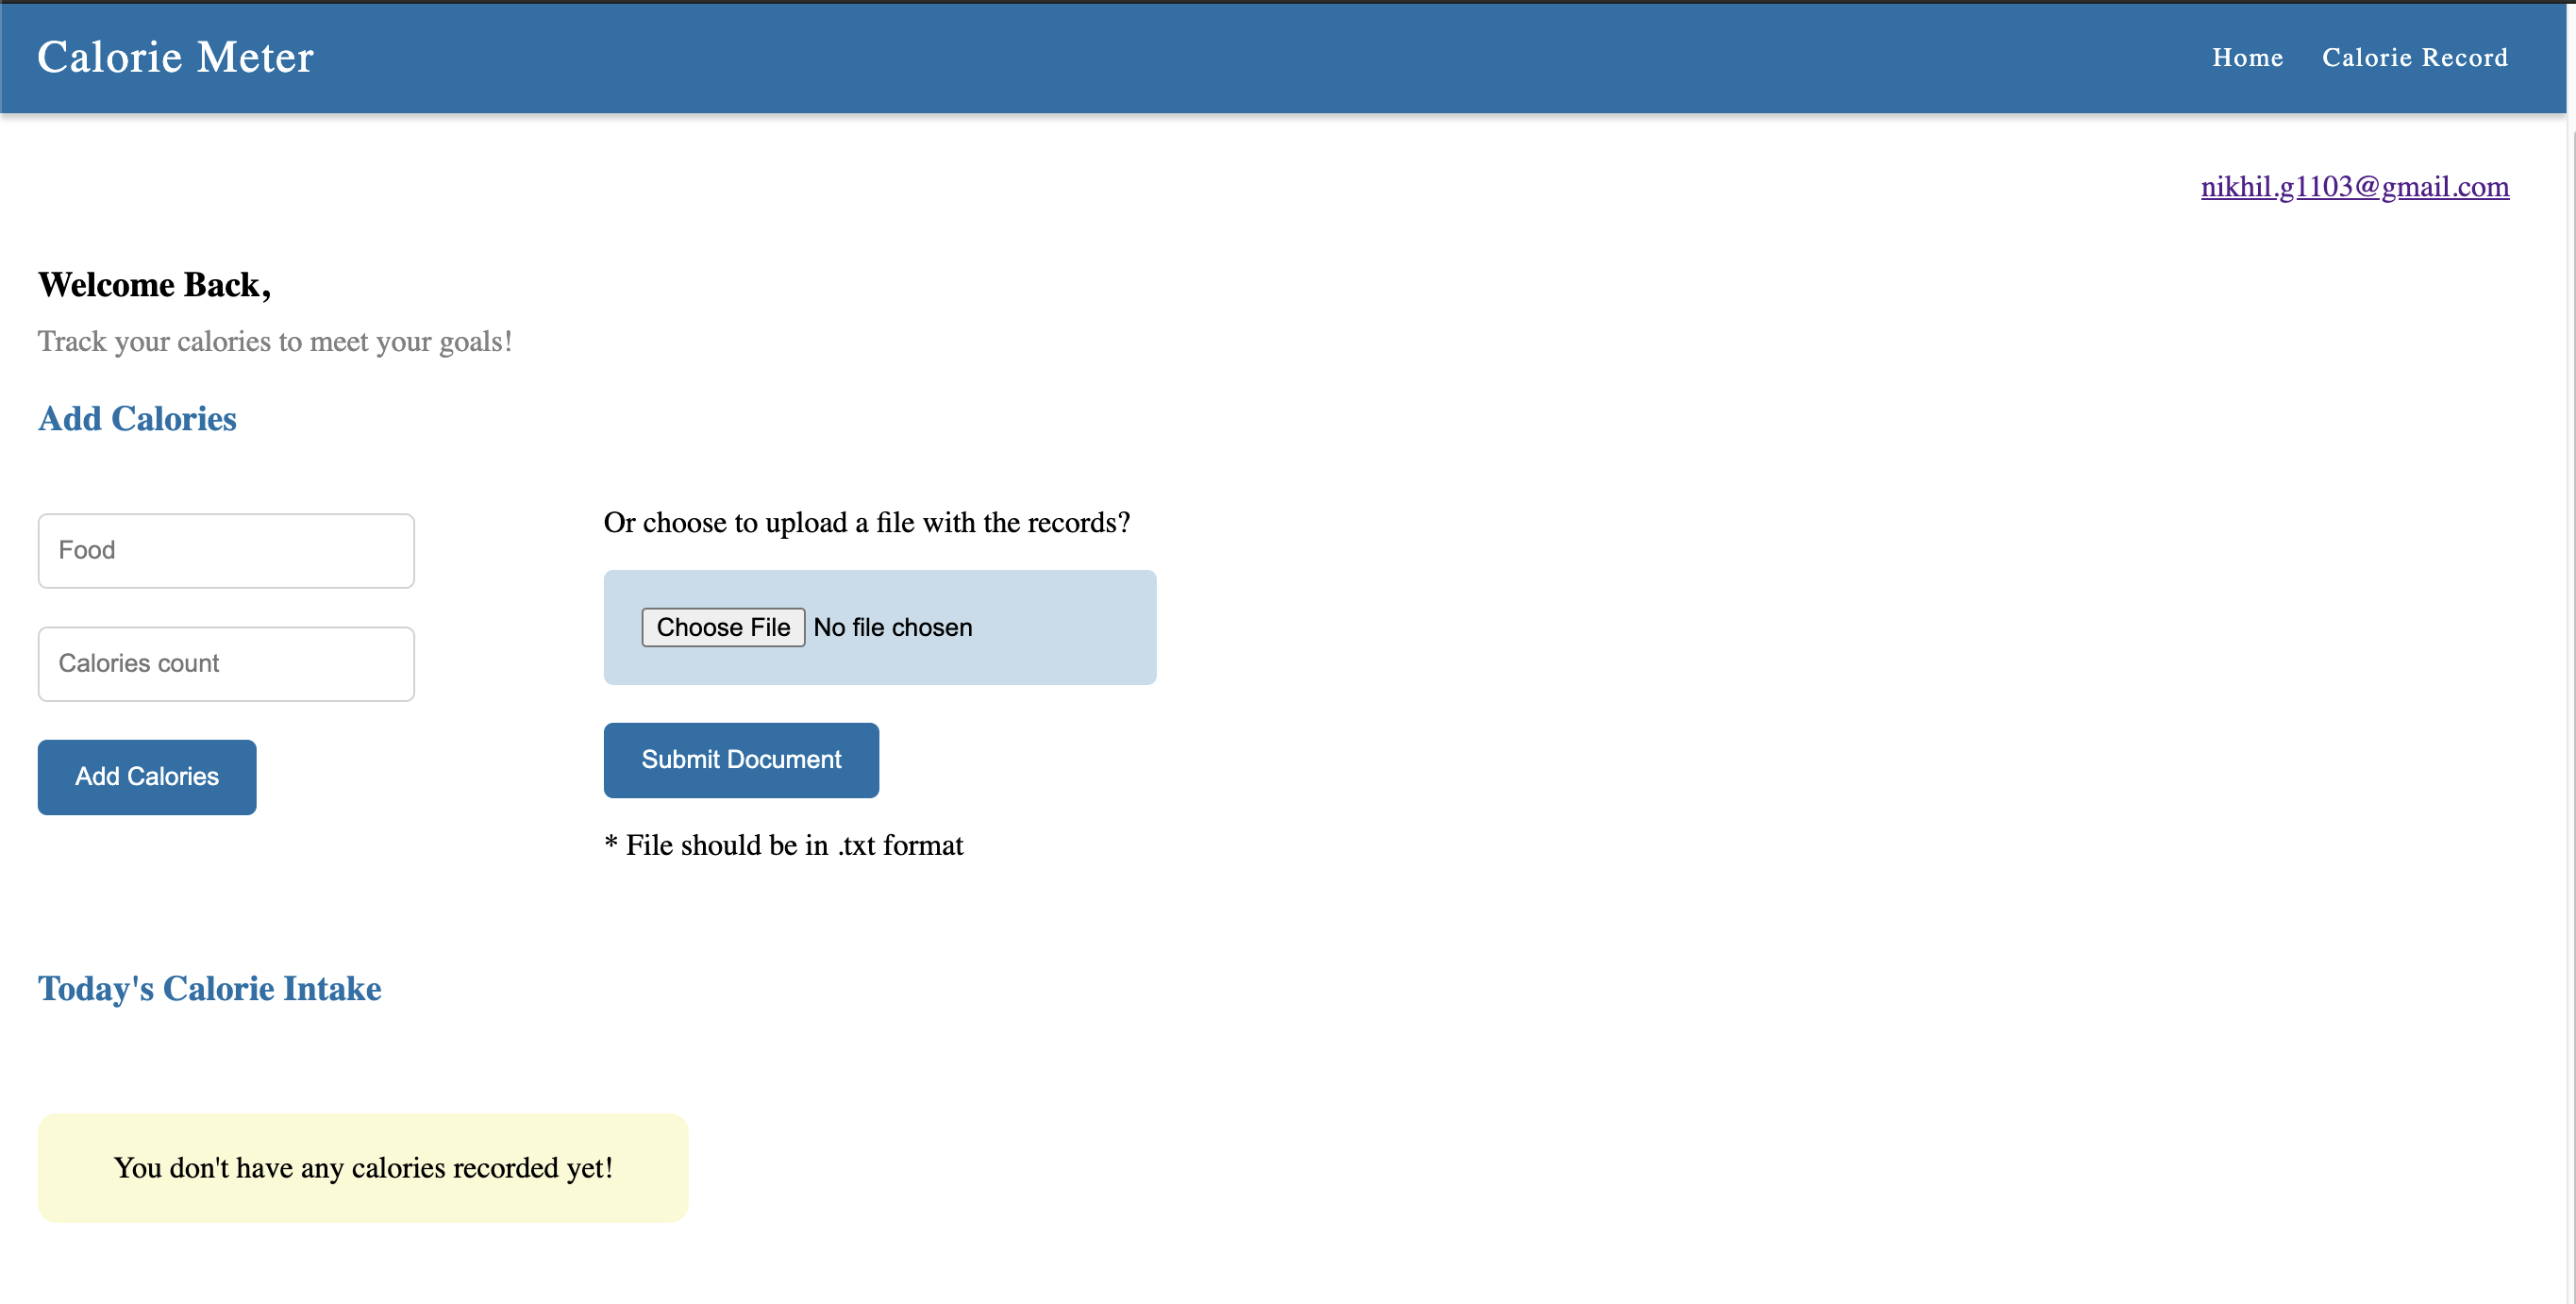 Calorie Meter
Home Calorie Record
nikhil.g1103@gmail.com
Welcome Back,
Track your calories to meet your goals!
Add Calories
Food
Calories count
Add Calories
Or choose to upload a file with the records?
Choose File No file chosen
Submit Document
* File should be in .txt format
Today's Calorie Intake
You don't have any calories recorded yet!